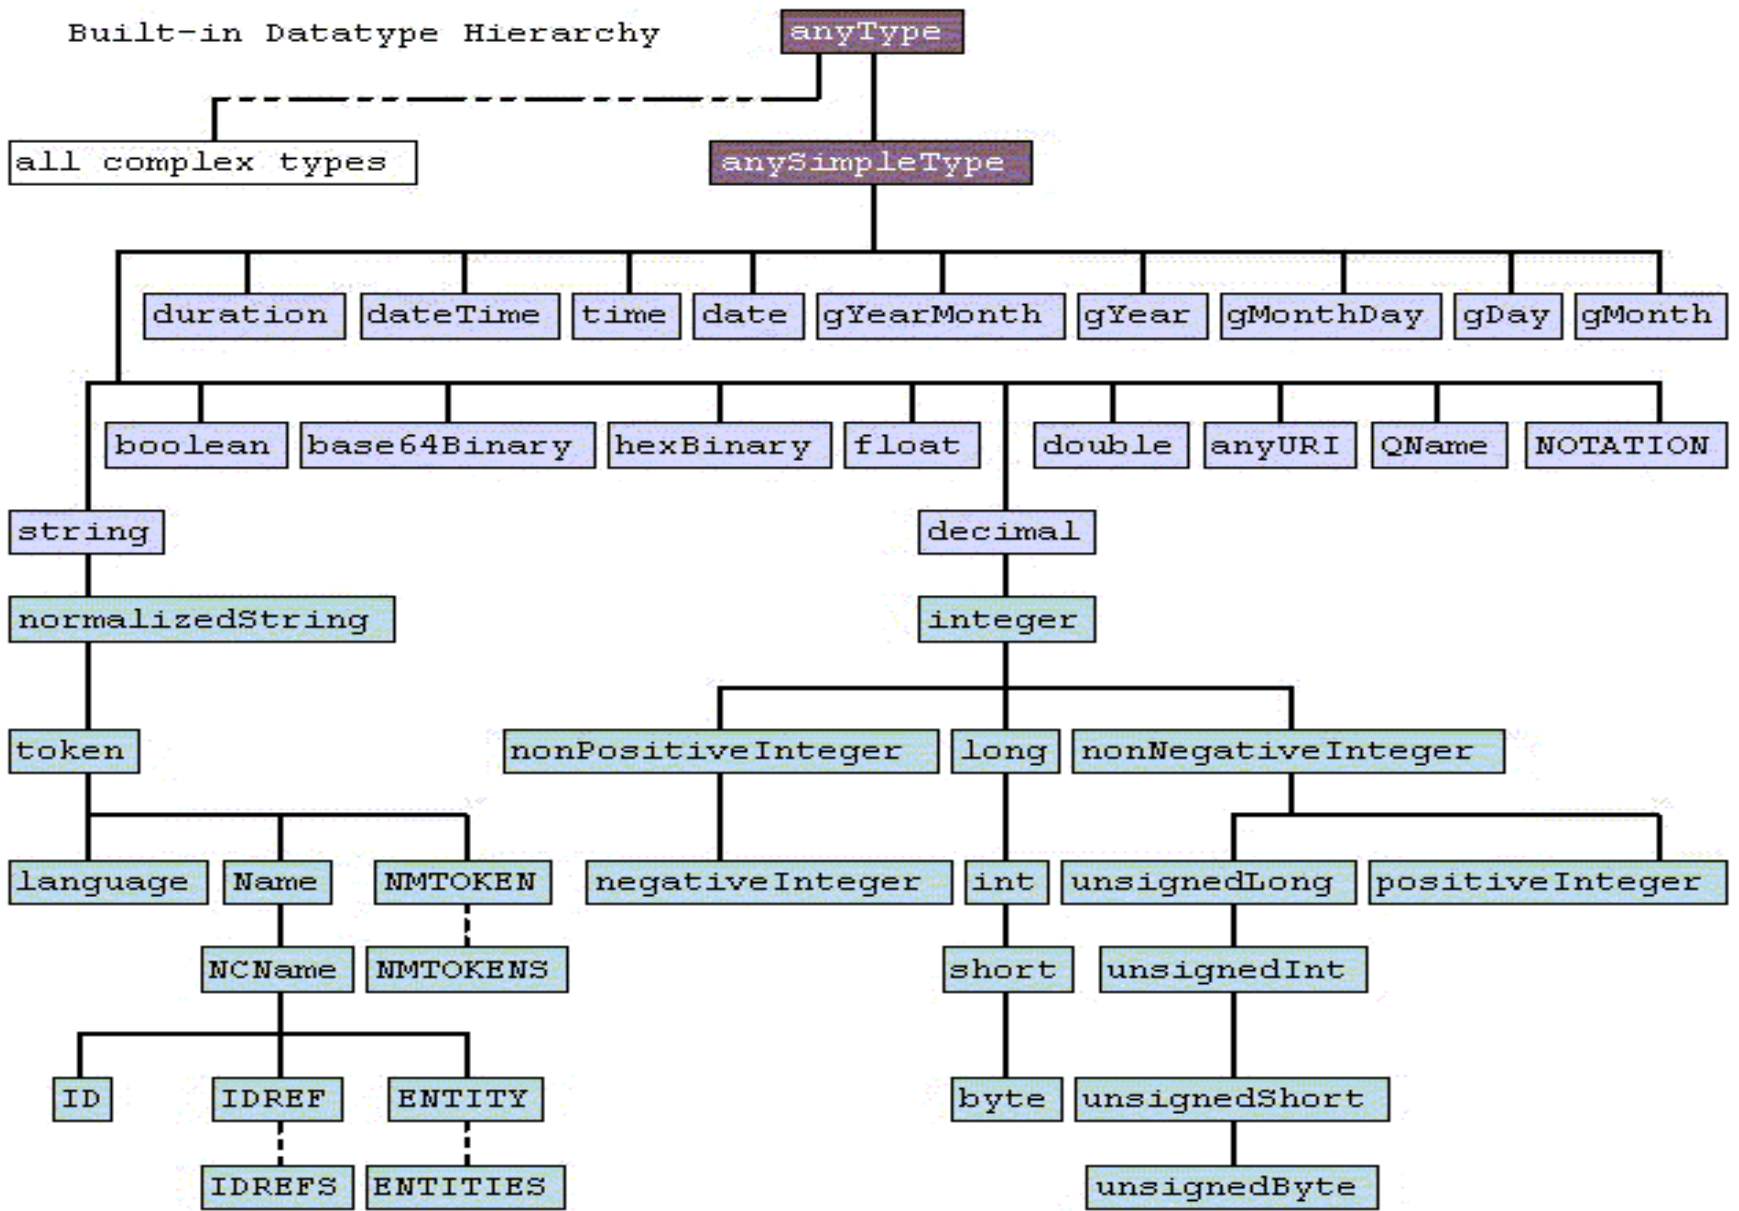 Built-in Datatype Hierarchy anyType
all complex types anySimpleType
duration dateTime time date gYearMonth gYear gMonthDay gDay gMonth
boolean base64Binary hexBinary float double anyURI QName NOTATION
string decimal
normalizedString integer
token nonPositiveInteger long nonNegativeInteger
language Name NMTOKEN negativeInteger int unsignedLong positiveInteger
NCName NMTOKENS short unsignedInt
ID IDREF ENTITY byte unsignedShort
IDREFS ENTITIES unsignedByte